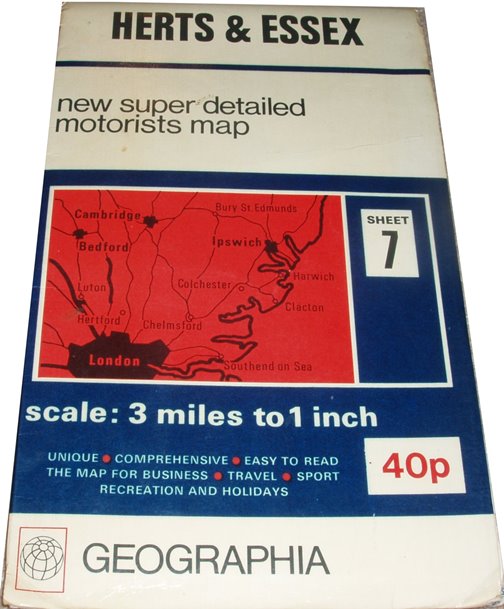 HERTS & ESSEX
new super detailed
motorists map
Cambridge
Bury St. Edmunds
Bedford
Ipswich
SHEET
7
Luton
Colchester
Harwich
Hertford
Chelmsford
Clacton
London
Southend on Sea
scale: 3 miles to 1 inch
UNIQUE • COMPREHENSIVE • EASY TO READ
THE MAP FOR BUSINESS • TRAVEL • SPORT
RECREATION AND HOLIDAYS
40p
GEOGRAPHIA